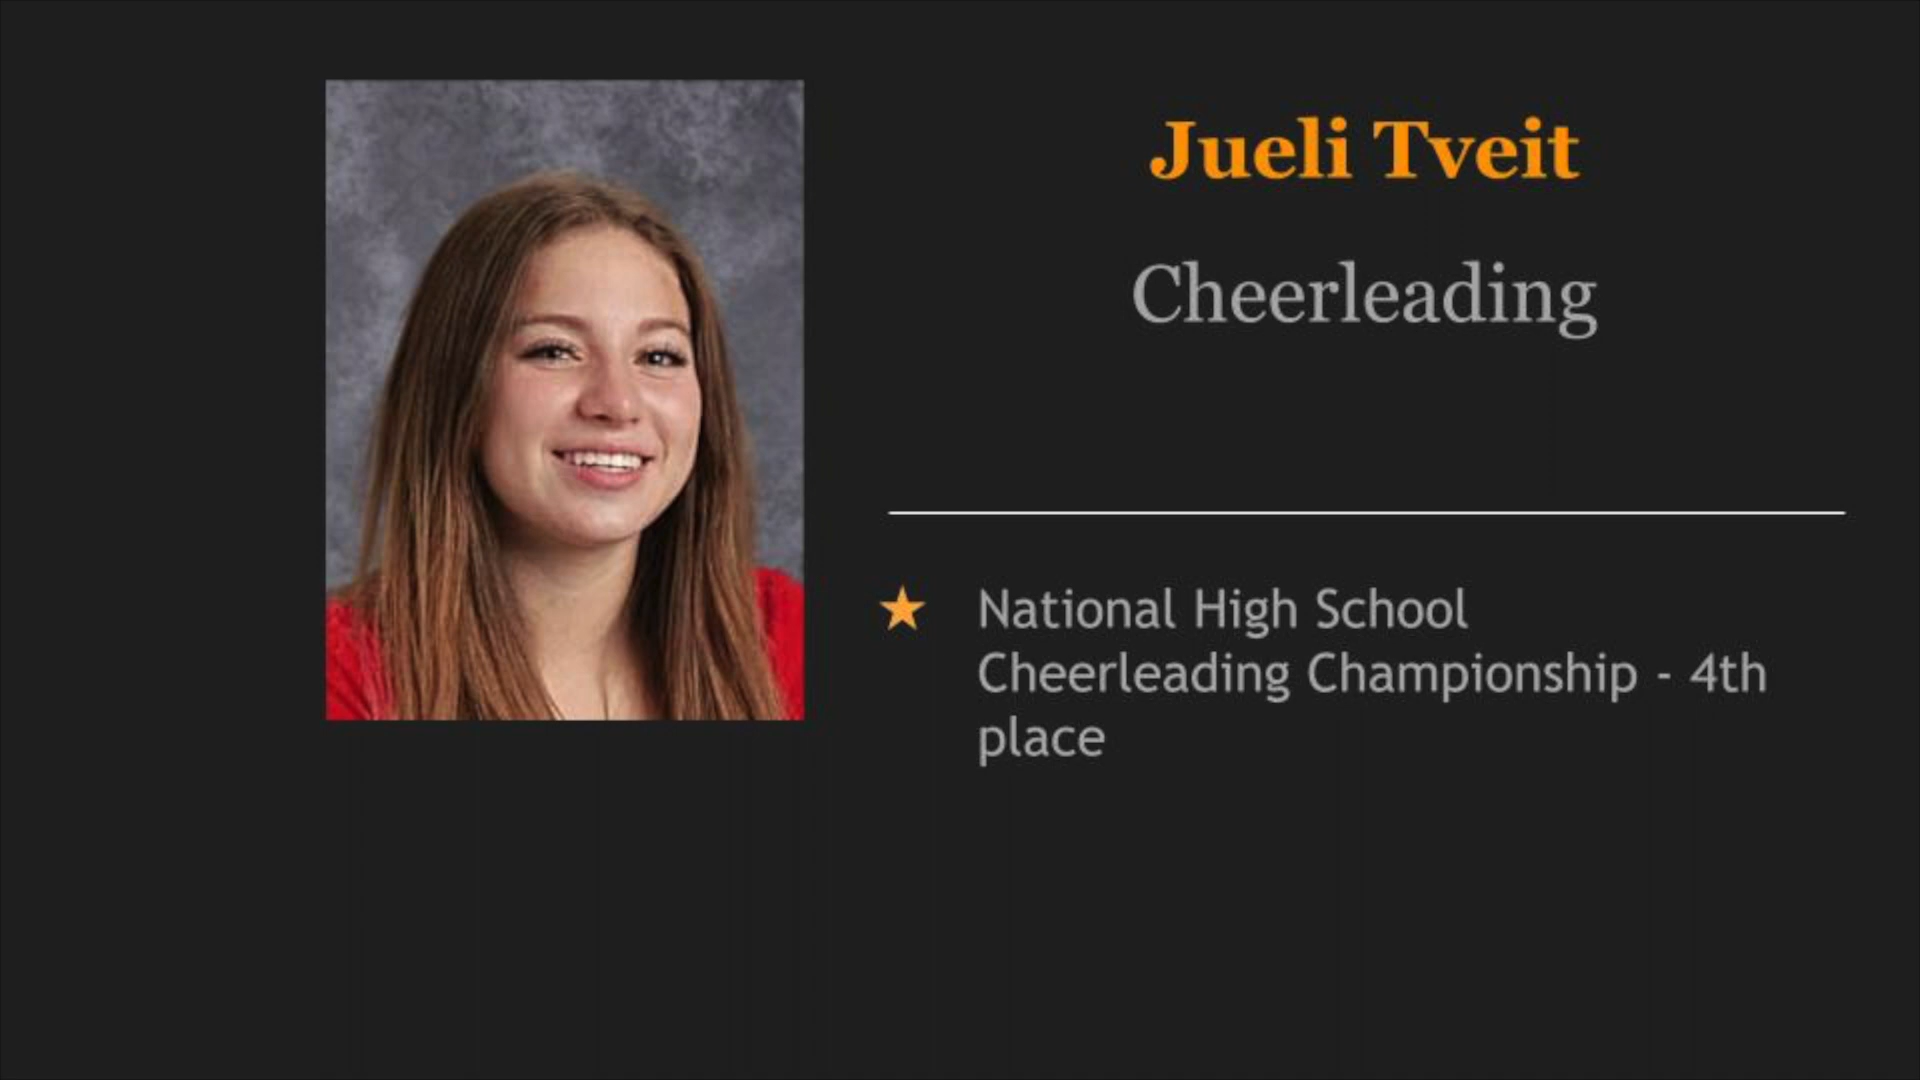 Jueli Tveit
Cheerleading
National High School
Cheerleading Championship - 4th
place